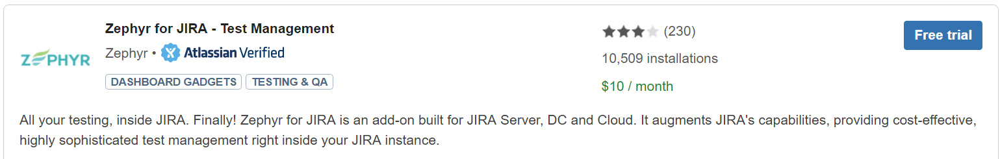 Zephyr for JIRA - Test Management
ZEPHYR
Zephyr • Atlassian Verified
DASHBOARD GADGETS TESTING & QA
(230)
10,509 installations
$10 / month
Free trial
All your testing, inside JIRA. Finally! Zephyr for JIRA is an add-on built for JIRA Server, DC and Cloud. It augments JIRA's capabilities, providing cost-effective,
highly sophisticated test management right inside your JIRA instance.